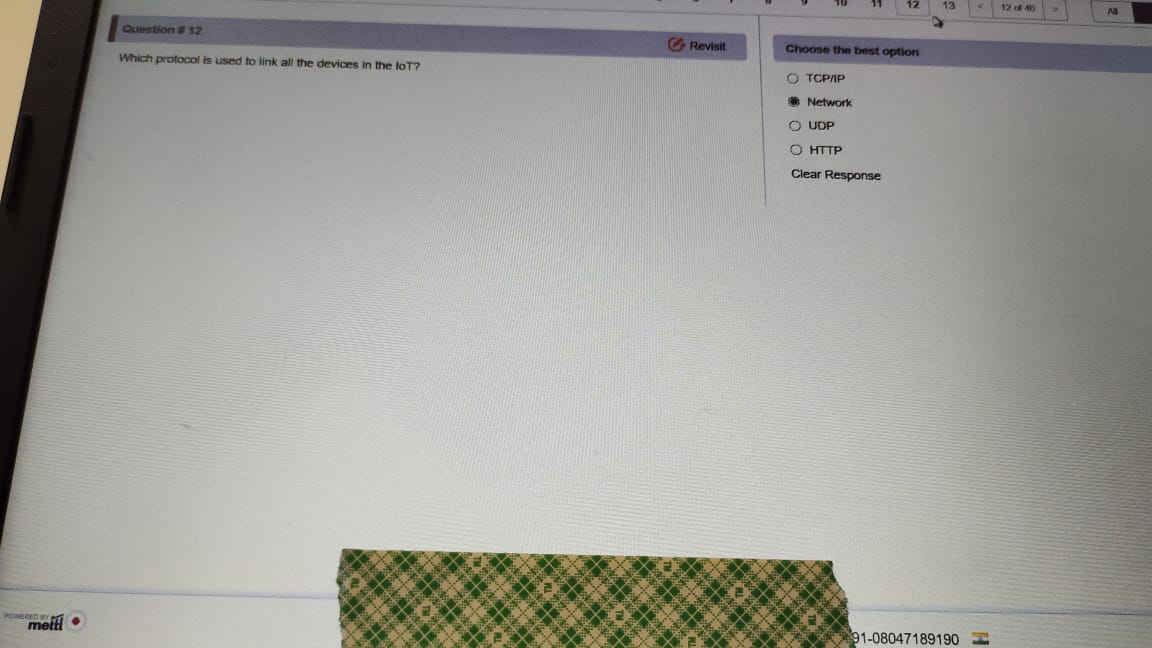 10 11 12 13 < 12 of 40 > All
Question # 12
Revisit
Which protocol is used to link all the devices in the IoT?
Choose the best option
TCP/IP
Network
UDP
HTTP
Clear Response
POWERED BY
mettl
91-08047189190